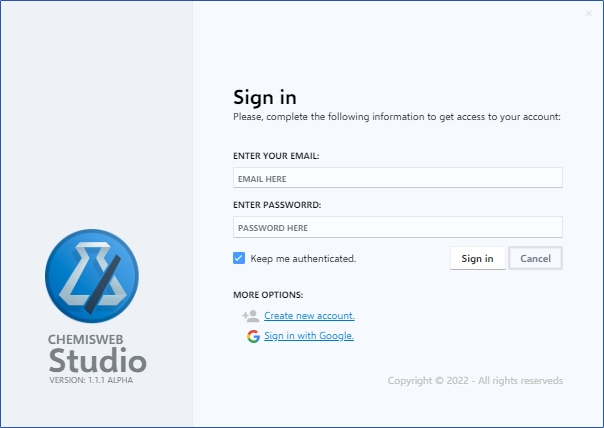 Sign in
Please, complete the following information to get access to your account:
ENTER YOUR EMAIL:
EMAIL HERE
ENTER PASSWORRD:
PASSWORD HERE
Keep me authenticated.
Sign in
Cancel
MORE OPTIONS:
Create new account.
Sign in with Google.
CHEMISWEB
Studio
VERSION: 1.1.1 ALPHA
Copyright © 2022 - All rights reserveds